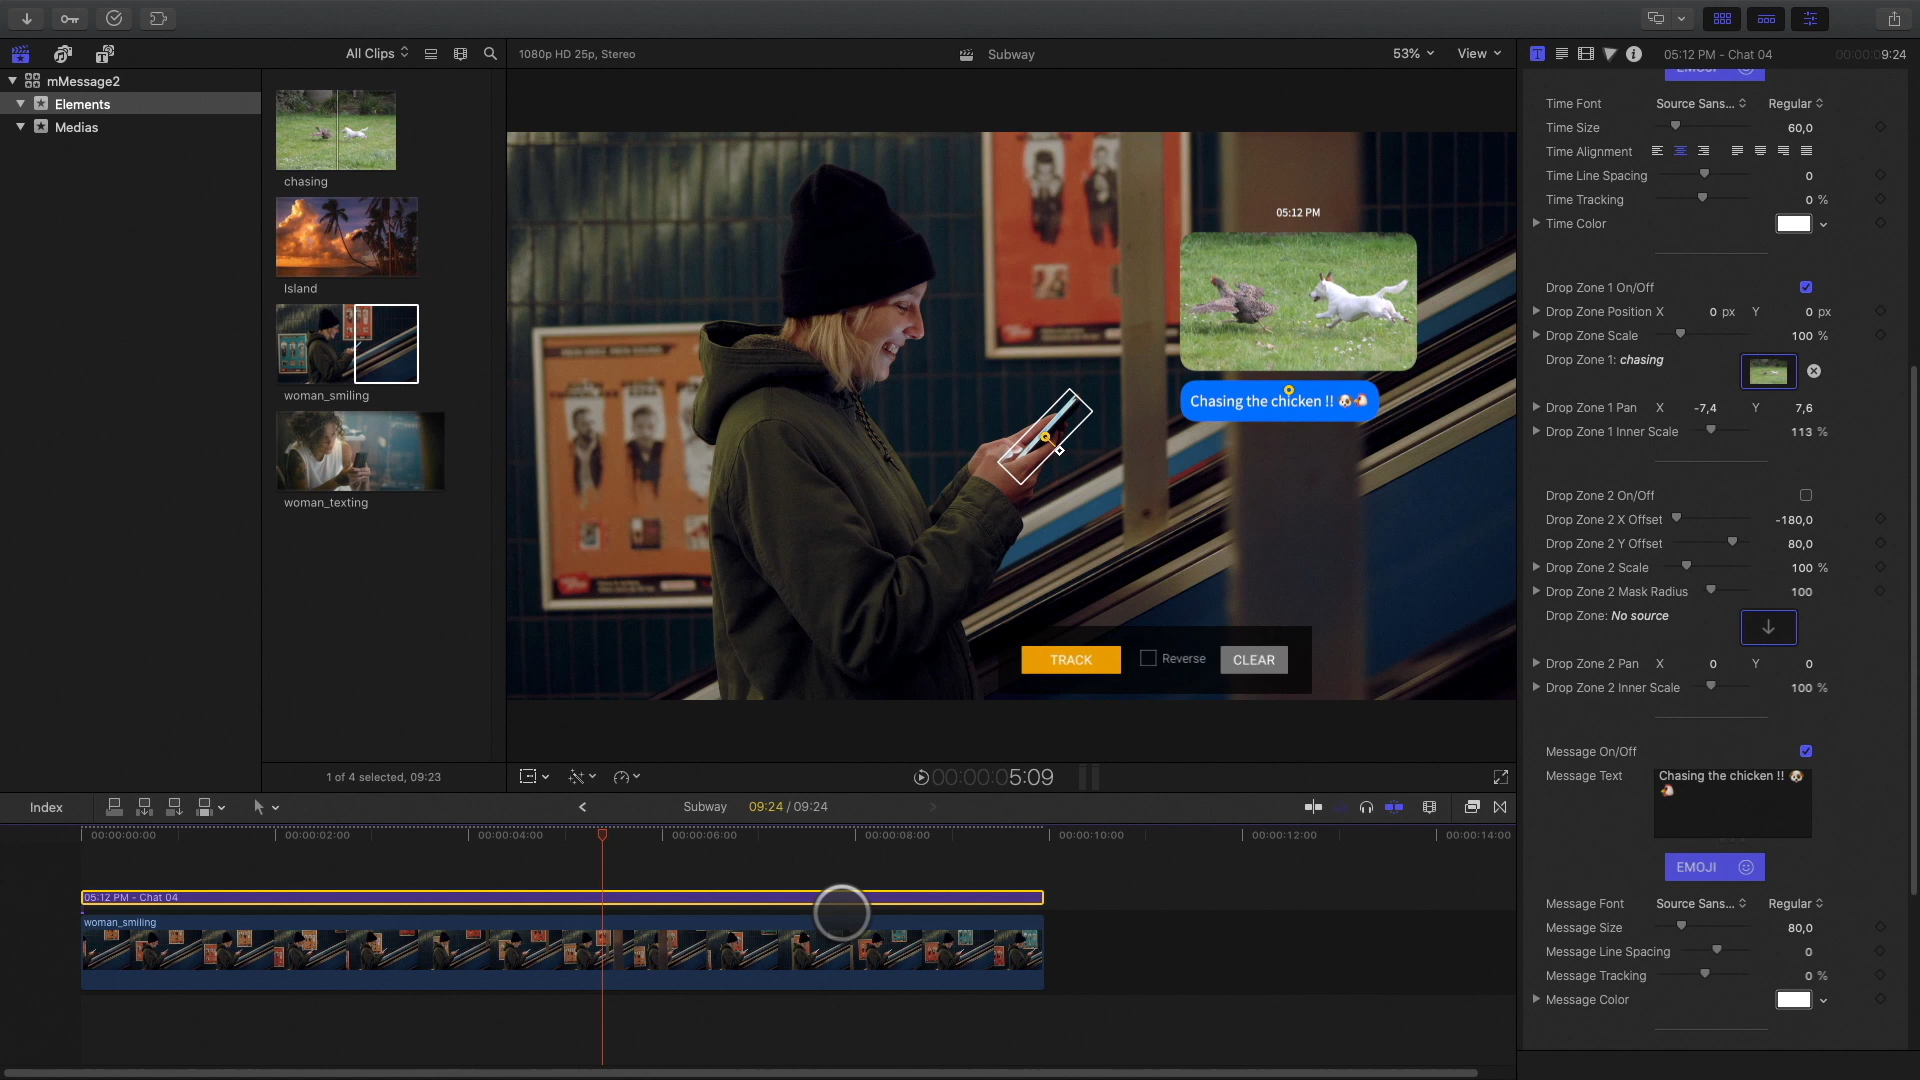 All Clips
1080p HD 25p, Stereo
Subway
53%
View
05:12 PM - Chat 04
00:00:00:09:24
mMessage2
Elements
Medias
chasing
Island
woman_smiling
woman_texting
1 of 4 selected, 09:23
05:12 PM
Chasing the chicken !! 🐶🐔
TRACK
Reverse
CLEAR
00:00:00:05:09
EMOJI
Time Font Source Sans... Regular
Time Size 60,0
Time Alignment
Time Line Spacing 0
Time Tracking 0 %
Time Color
Drop Zone 1 On/Off
Drop Zone Position X 0 px Y 0 px
Drop Zone Scale 100 %
Drop Zone 1: chasing
Drop Zone 1 Pan X -7,4 Y 7,6
Drop Zone 1 Inner Scale 113 %
Drop Zone 2 On/Off
Drop Zone 2 X Offset -180,0
Drop Zone 2 Y Offset 80,0
Drop Zone 2 Scale 100 %
Drop Zone 2 Mask Radius 100
Drop Zone: No source
Drop Zone 2 Pan X 0 Y 0
Drop Zone 2 Inner Scale 100 %
Message On/Off
Message Text Chasing the chicken !! 🐶
🐔
EMOJI
Message Font Source Sans... Regular
Message Size 80,0
Message Line Spacing 0
Message Tracking 0 %
Message Color
Index
Subway 09:24 / 09:24
00:00:00:00 00:00:02:00 00:00:04:00 00:00:06:00 00:00:08:00 00:00:10:00 00:00:12:00 00:00:14:00
05:12 PM - Chat 04
woman_smiling